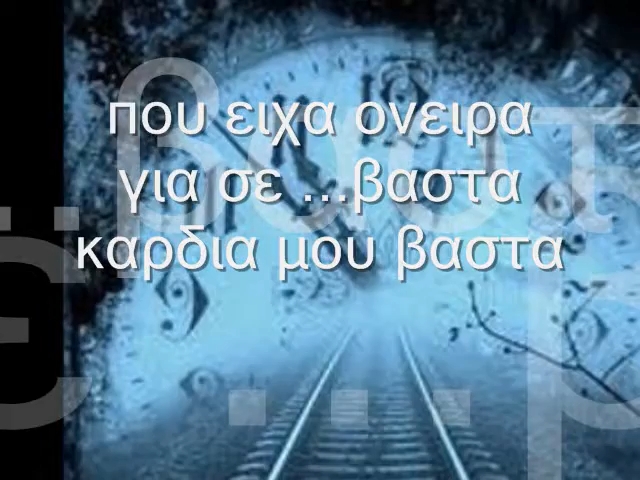 που ειχα ονειρα
για σε ...βαστα
καρδια μου βαστα